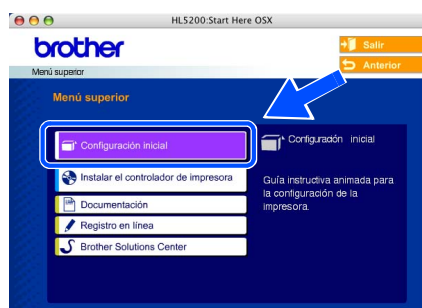 HL5200:Start Here OSX
brother
Salir
Menú superior
Anterior
Menú superior
Configuración inicial
Instalar el controlador de impresora
Documentación
Registro en línea
Brother Solutions Center
Configuración inicial
Guía instructiva animada para
la configuración de la
impresora.